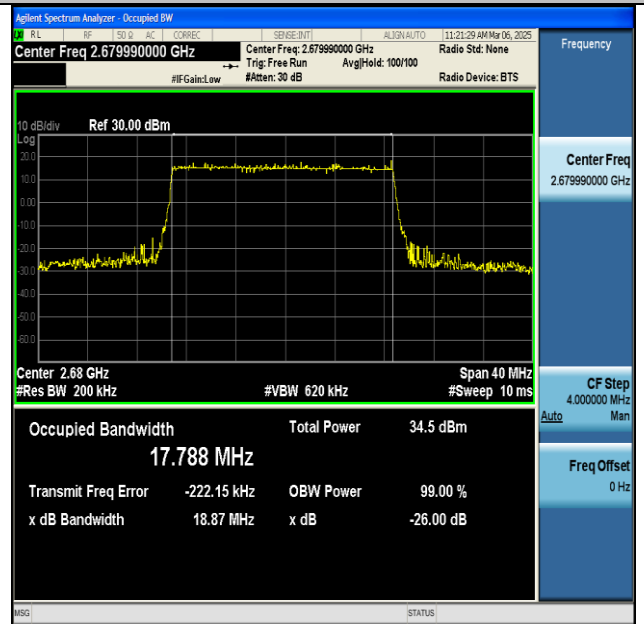 Agilent Spectrum Analyzer - Occupied BW
LXI RL RF 50 Ω AC CORREC SENSE:INT ALIGN AUTO 11:21:29 AM Mar 06, 2025
Center Freq 2.679990000 GHz
Center Freq: 2.679990000 GHz
Radio Std: None
Trig: Free Run Avg|Hold: 100/100
#IFGain:Low
#Atten: 30 dB
Radio Device: BTS
Frequency
10 dB/div Ref 30.00 dBm
Log
20.0
10.0
0.00
-10.0
-20.0
-30.0
-40.0
-50.0
-60.0
Center 2.68 GHz
Span 40 MHz
#Res BW 200 kHz
#VBW 620 kHz
#Sweep 10 ms
Occupied Bandwidth
17.788 MHz
Total Power 34.5 dBm
Transmit Freq Error -222.15 kHz
OBW Power 99.00 %
x dB Bandwidth 18.87 MHz
x dB -26.00 dB
Center Freq
2.679990000 GHz
CF Step
4.000000 MHz
Auto Man
Freq Offset
0 Hz
MSG
STATUS